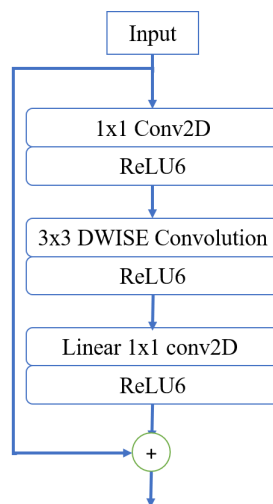 Input
1x1 Conv2D
ReLU6
3x3 DWISE Convolution
ReLU6
Linear 1x1 conv2D
ReLU6
+